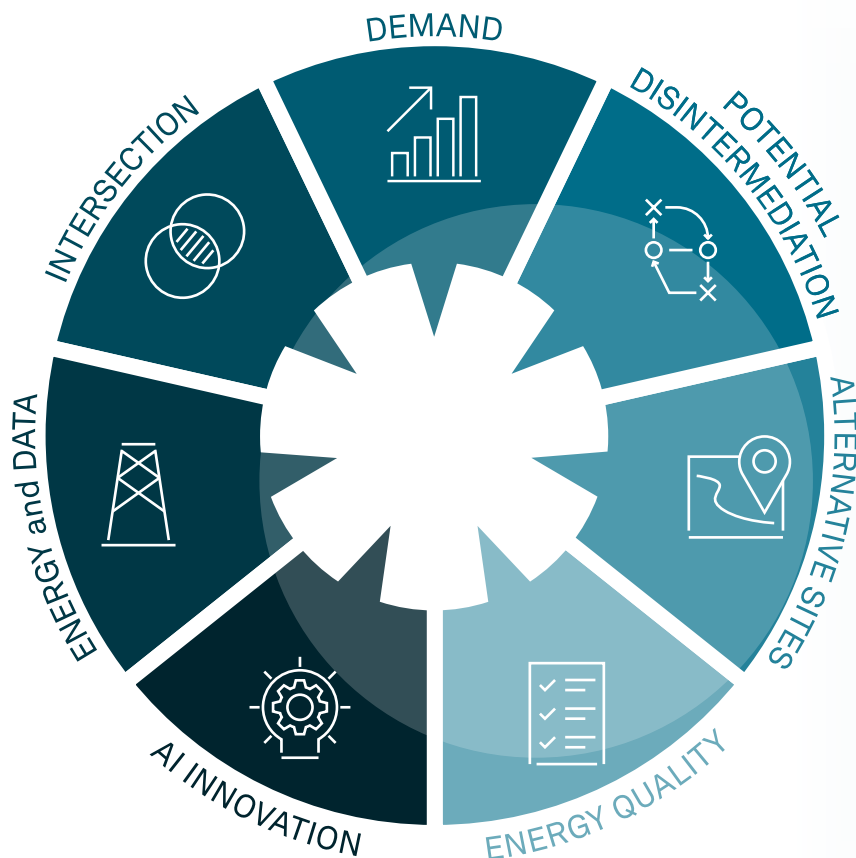 DEMAND
POTENTIAL
DISINTERMEDIATION
ALTERNATIVE SITES
ENERGY QUALITY
AI INNOVATION
ENERGY and DATA
INTERSECTION